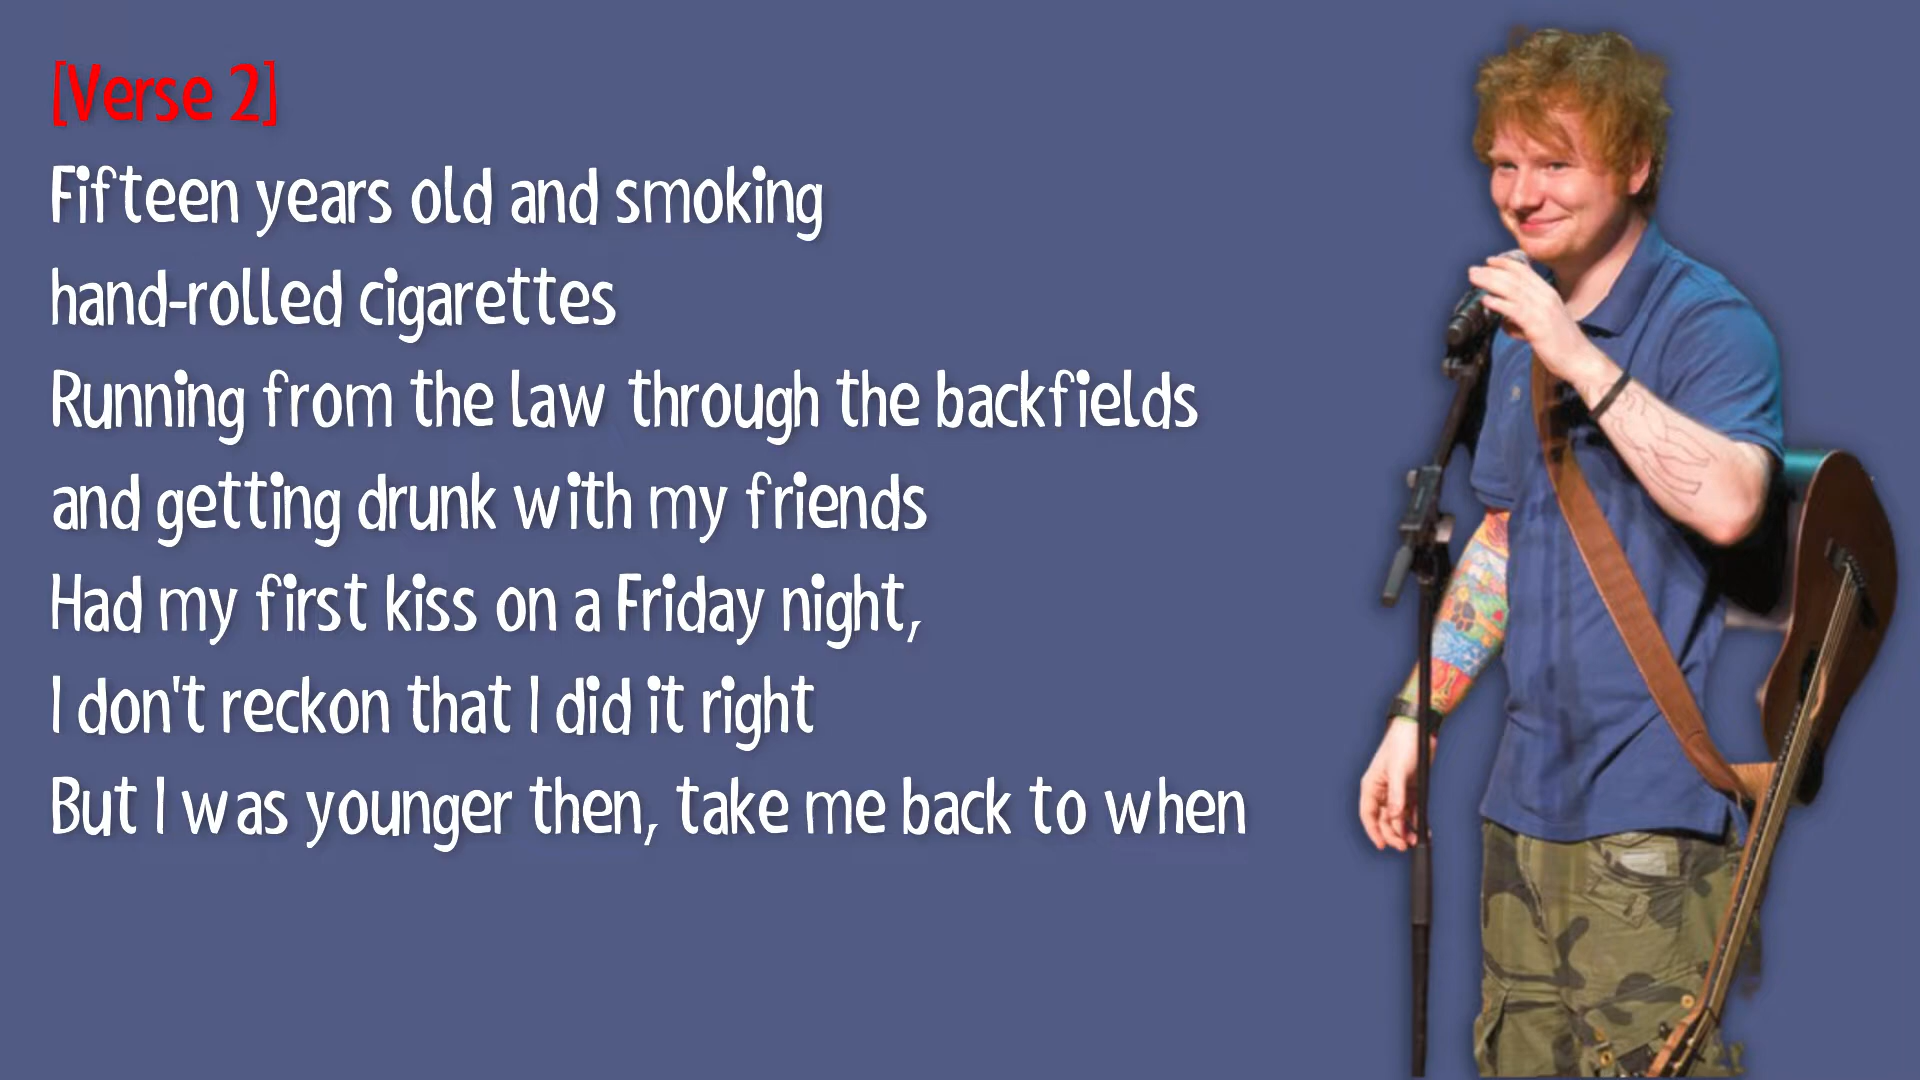 [Verse 2]
Fifteen years old and smoking
hand-rolled cigarettes
Running from the law through the backfields
and getting drunk with my friends
Had my first kiss on a Friday night,
I don't reckon that I did it right
But I was younger then, take me back to when